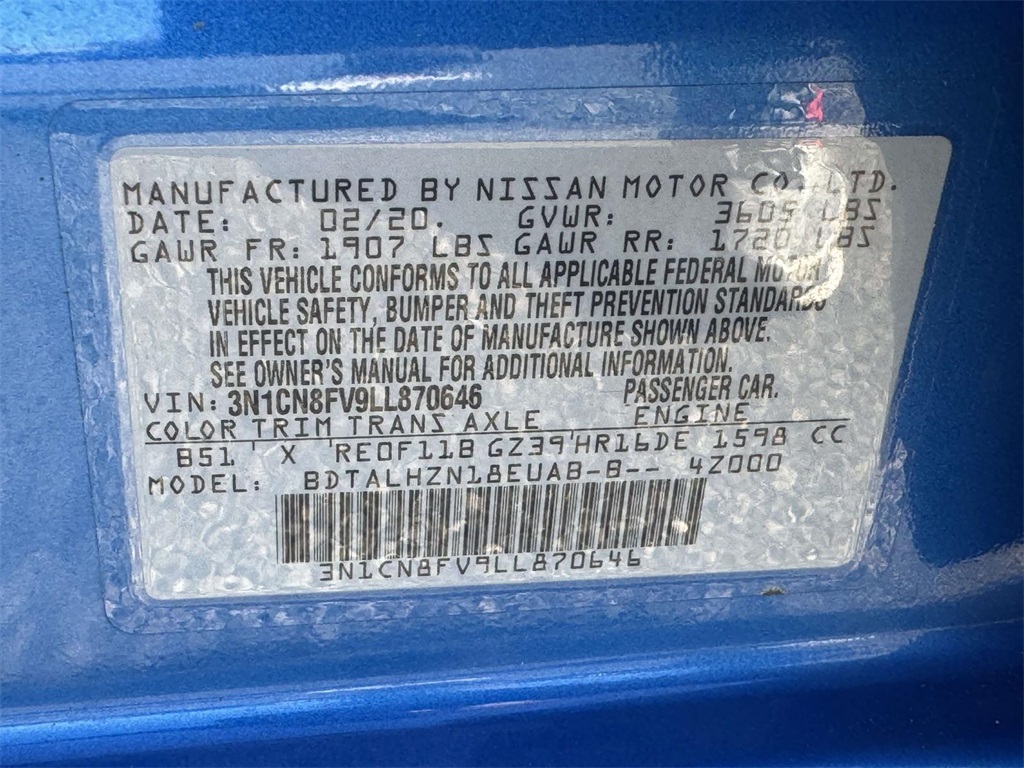 MANUFACTURED BY NISSAN MOTOR CO., LTD.
DATE: 02/20. GVWR: 3605 LBS
GAWR FR: 1907 LBS GAWR RR: 1720 LBS
THIS VEHICLE CONFORMS TO ALL APPLICABLE FEDERAL MOTOR
VEHICLE SAFETY, BUMPER AND THEFT PREVENTION STANDARDS
IN EFFECT ON THE DATE OF MANUFACTURE SHOWN ABOVE.
SEE OWNER'S MANUAL FOR ADDITIONAL INFORMATION.
VIN: 3N1CN8FV9LL870646 PASSENGER CAR.
COLOR TRIM TRANS AXLE ENGINE
B51 X RE0F11B GZ39 HR16DE 1598 CC
MODEL: BDTALHZN18EUAB-B-- 4Z000
3N1CN8FV9LL870646